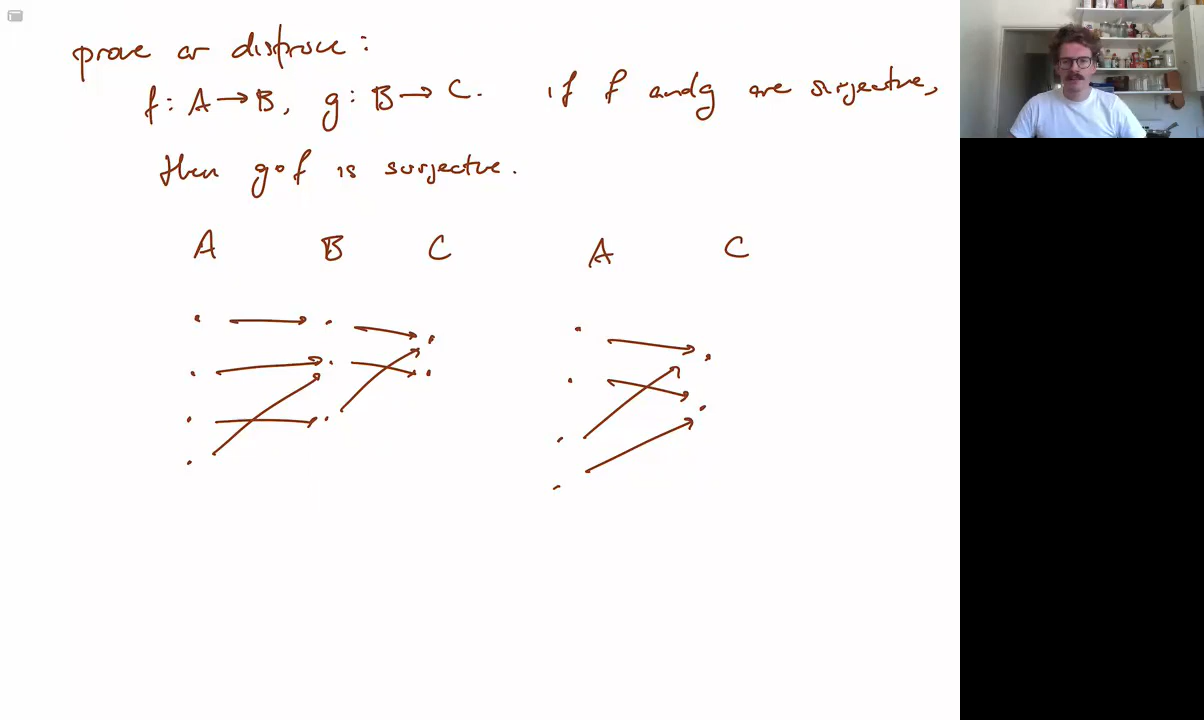 prove or disprove:
f: A → B, g: B → C. if f and g are surjective,
then g∘f is surjective.
A B C A C